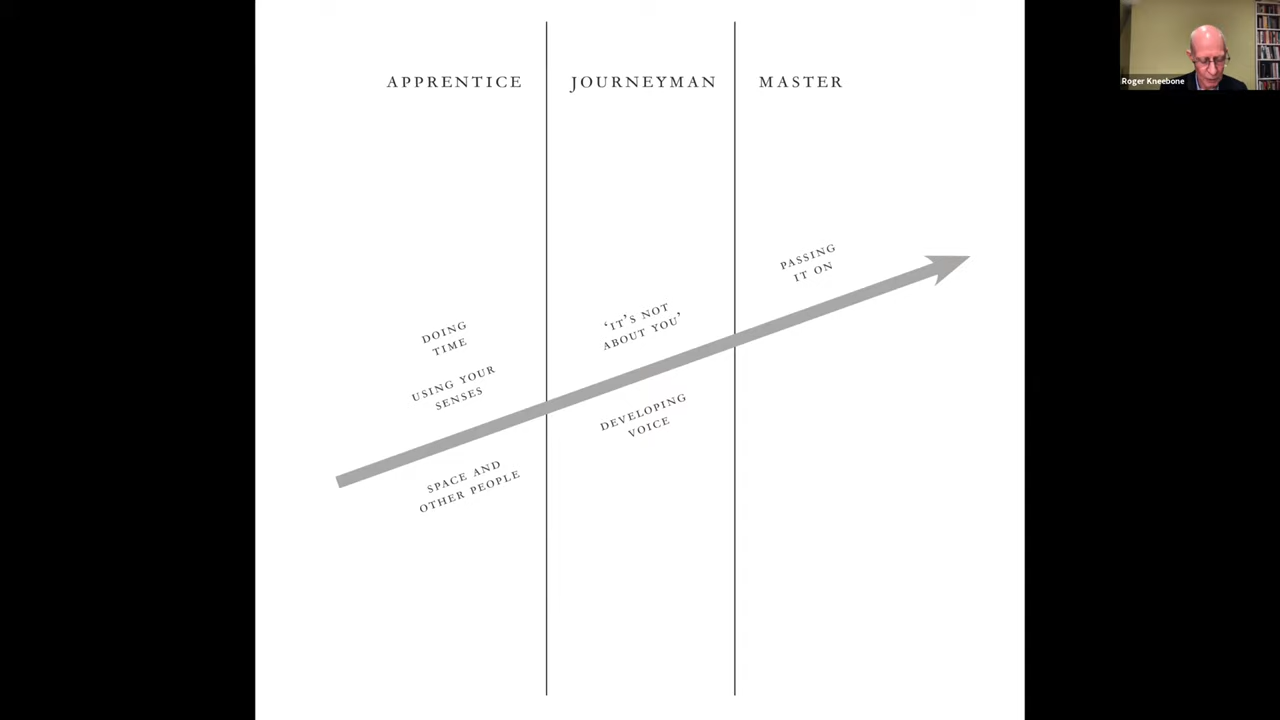 APPRENTICE
JOURNEYMAN
MASTER
Roger Kneebone
DOING
TIME
USING YOUR
SENSES
SPACE AND
OTHER PEOPLE
‘IT’S NOT
ABOUT YOU’
DEVELOPING
VOICE
PASSING
IT ON